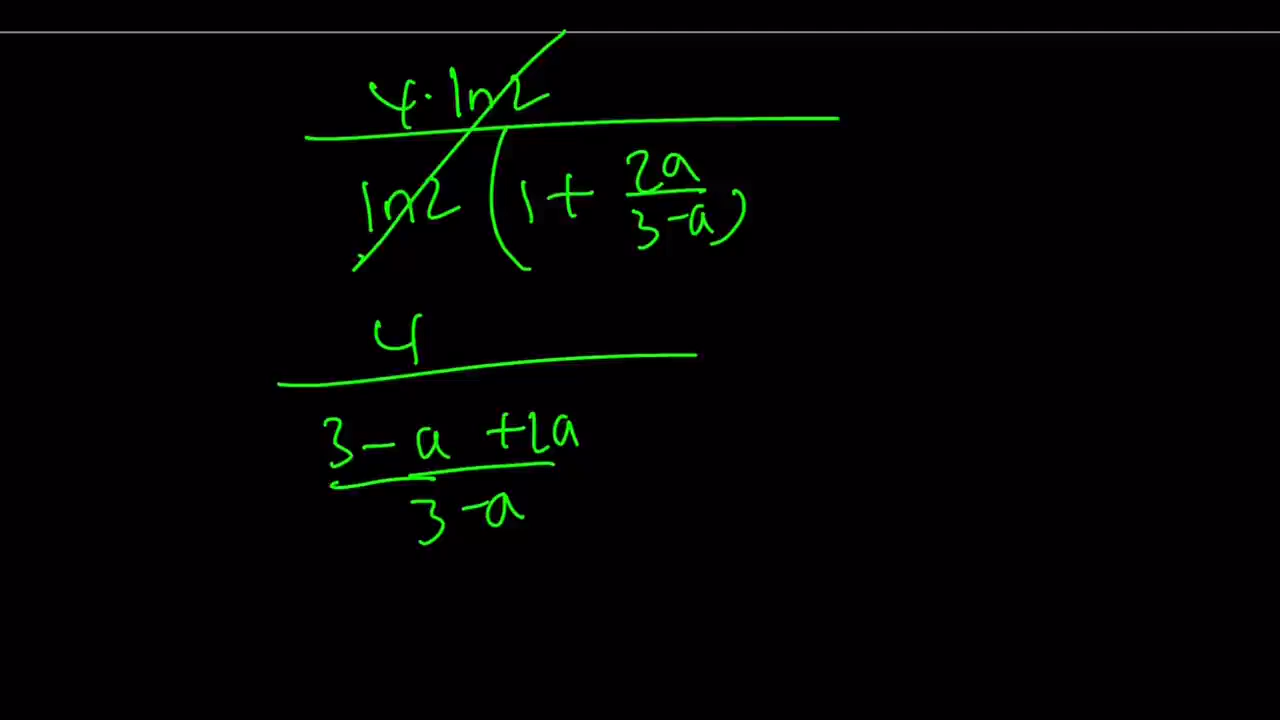 4·ln2
ln2 (1 + 2a
3-a)
4
3 - a + 2a
3-a